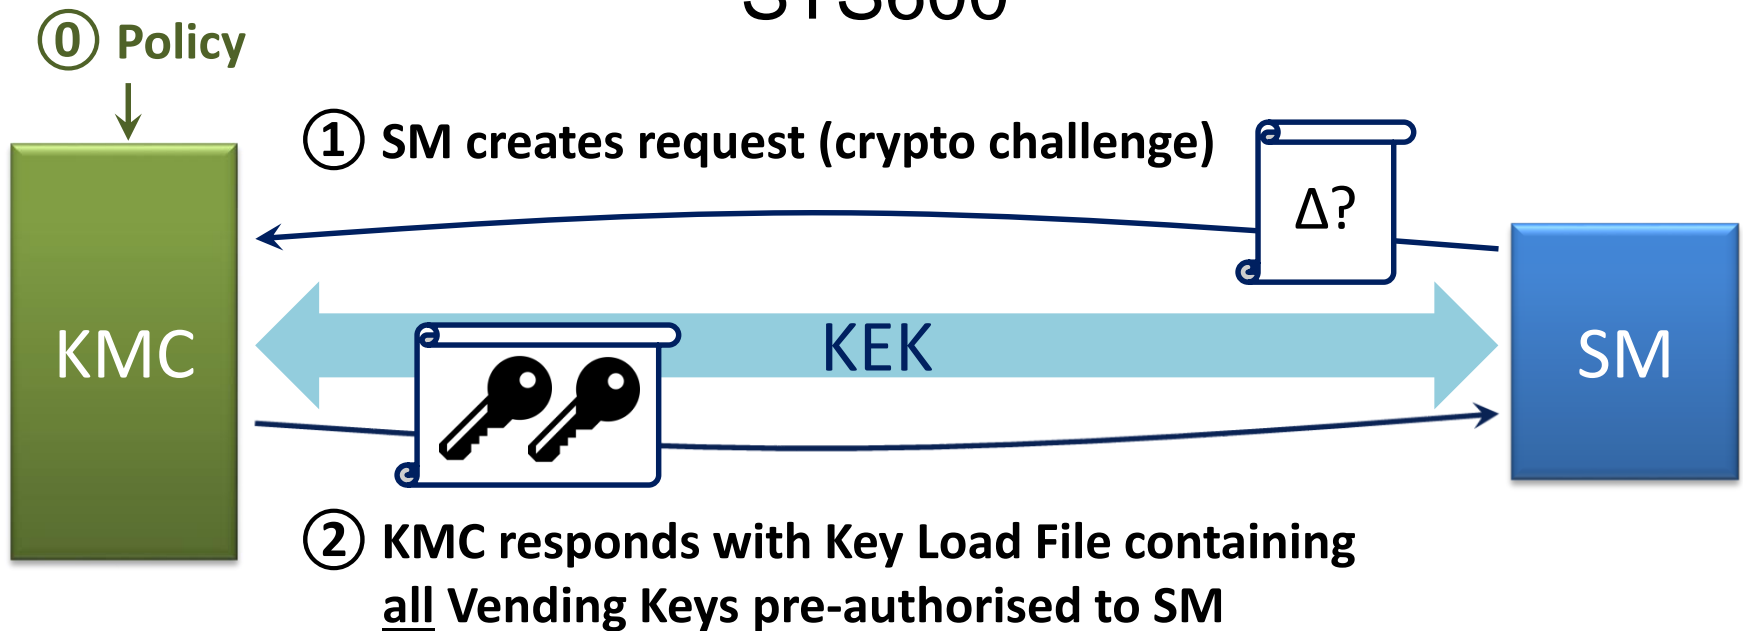 STS600
⓪ Policy
① SM creates request (crypto challenge)
Δ?
KMC
KEK
SM
② KMC responds with Key Load File containing
all Vending Keys pre-authorised to SM